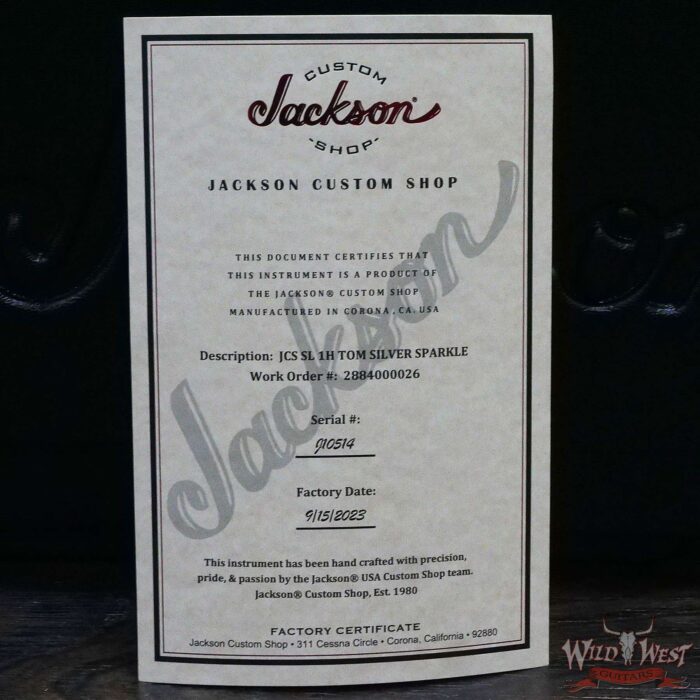 CUSTOM
Jackson®
-SHOP-
JACKSON CUSTOM SHOP
Jackson
THIS DOCUMENT CERTIFIES THAT
THIS INSTRUMENT IS A PRODUCT OF
THE JACKSON® CUSTOM SHOP
MANUFACTURED IN CORONA, CA. USA
Description: JCS SL 1H TOM SILVER SPARKLE
Work Order #: 2884000026
Serial #:
J10514
Factory Date:
9/15/2023
This instrument has been hand crafted with precision,
pride, & passion by the Jackson® USA Custom Shop team.
Jackson® Custom Shop, Est. 1980
FACTORY CERTIFICATE
Jackson Custom Shop • 311 Cessna Circle • Corona, California • 92880
WILD WEST
GUITARS